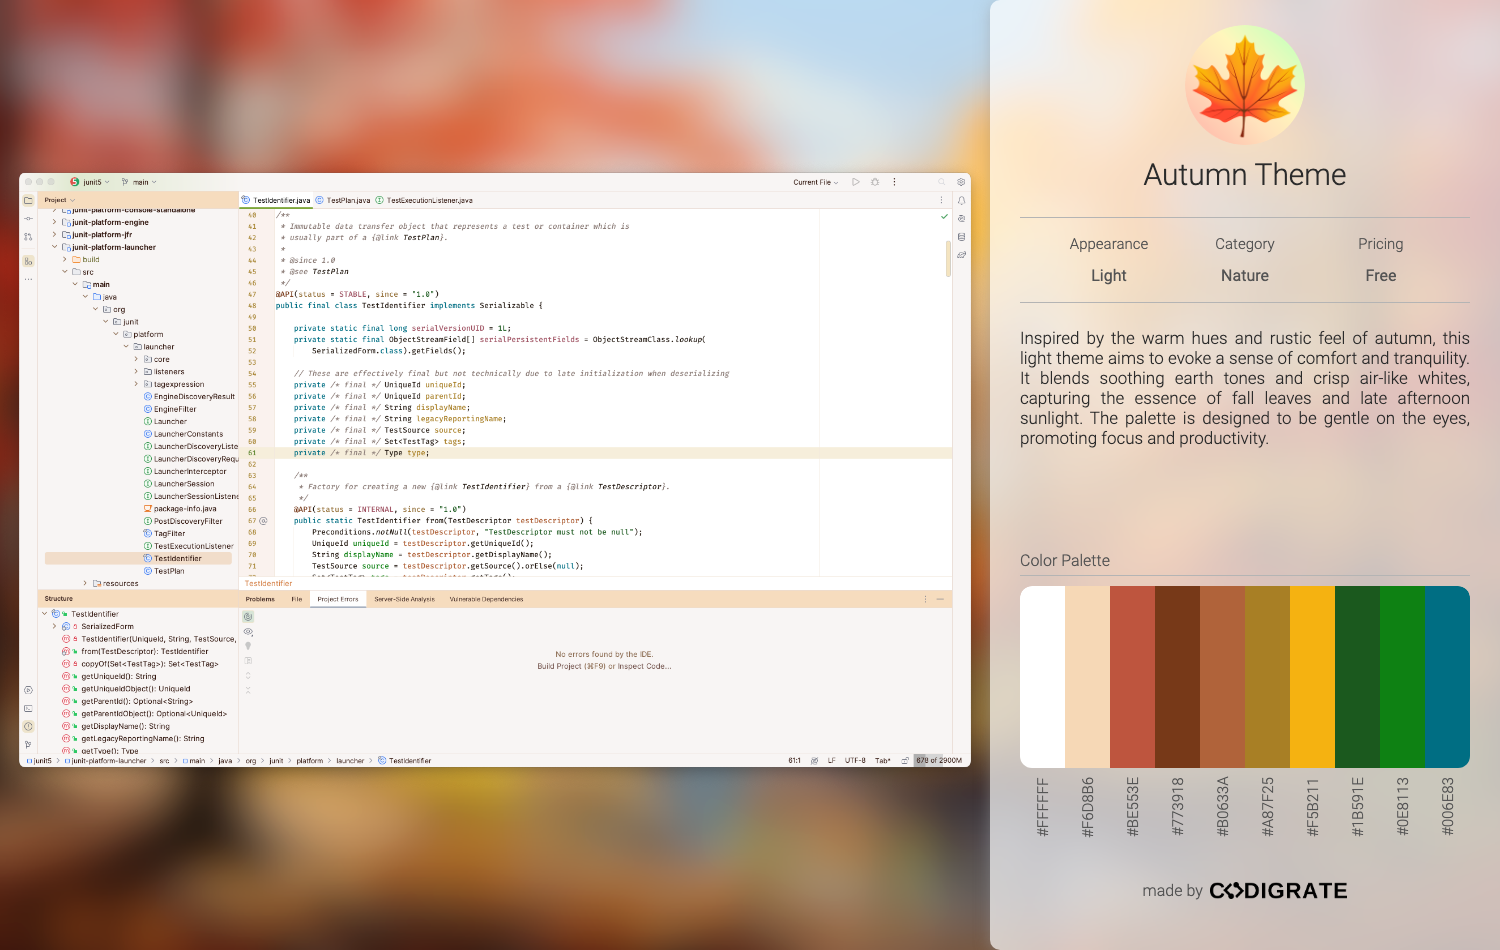 junit5
main
Current File
Project
junit-platform-console-standalone
junit-platform-engine
junit-platform-jfr
junit-platform-launcher
build
src
main
java
org
junit
platform
launcher
core
listeners
tagexpression
EngineDiscoveryResult
EngineFilter
Launcher
LauncherConstants
LauncherDiscoveryListe
LauncherDiscoveryRequ
LauncherInterceptor
LauncherSession
LauncherSessionListene
package-info.java
PostDiscoveryFilter
TagFilter
TestExecutionListener
TestIdentifier
TestPlan
resources
Structure
TestIdentifier
SerializedForm
TestIdentifier(UniqueId, String, TestSource,
from(TestDescriptor): TestIdentifier
copyOf(Set<TestTag>): Set<TestTag>
getUniqueId(): String
getUniqueIdObject(): UniqueId
getParentId(): Optional<String>
getParentIdObject(): Optional<UniqueId>
getDisplayName(): String
getLegacyReportingName(): String
getType(): Type
TestIdentifier.java TestPlan.java TestExecutionListener.java
40 /**
41 * Immutable data transfer object that represents a test or container which is
42 * usually part of a {@link TestPlan}.
43 *
44 * @since 1.0
45 * @see TestPlan
46 */
47 @API(status = STABLE, since = "1.0")
48 public final class TestIdentifier implements Serializable {
49
50 private static final long serialVersionUID = 1L;
51 private static final ObjectStreamField[] serialPersistentFields = ObjectStreamClass.lookup(
52 SerializedForm.class).getFields();
53
54 // These are effectively final but not technically due to late initialization when deserializing
55 private /* final */ UniqueId uniqueId;
56 private /* final */ UniqueId parentId;
57 private /* final */ String displayName;
58 private /* final */ String legacyReportingName;
59 private /* final */ TestSource source;
60 private /* final */ Set<TestTag> tags;
61 private /* final */ Type type;
62
63 /**
64 * Factory for creating a new {@link TestIdentifier} from a {@link TestDescriptor}.
65 */
66 @API(status = INTERNAL, since = "1.0")
67 public static TestIdentifier from(TestDescriptor testDescriptor) {
68 Preconditions.notNull(testDescriptor, "TestDescriptor must not be null");
69 UniqueId uniqueId = testDescriptor.getUniqueId();
70 String displayName = testDescriptor.getDisplayName();
71 TestSource source = testDescriptor.getSource().orElse(null);
TestIdentifier
Problems File Project Errors Server-Side Analysis Vulnerable Dependencies
No errors found by the IDE.
Build Project (⌘F9) or Inspect Code...
junit5 > junit-platform-launcher > src > main > java > org > junit > platform > launcher > TestIdentifier
61:1 LF UTF-8 Tab* 678 of 2900M
Autumn Theme
Appearance Category Pricing
Light Nature Free
Inspired by the warm hues and rustic feel of autumn, this
light theme aims to evoke a sense of comfort and tranquility.
It blends soothing earth tones and crisp air-like whites,
capturing the essence of fall leaves and late afternoon
sunlight. The palette is designed to be gentle on the eyes,
promoting focus and productivity.
Color Palette
#FFFFFF
#F6D8B6
#BE553E
#773918
#B0633A
#A87F25
#F5B211
#1B591E
#0E8113
#006E83
made by CODIGRATE